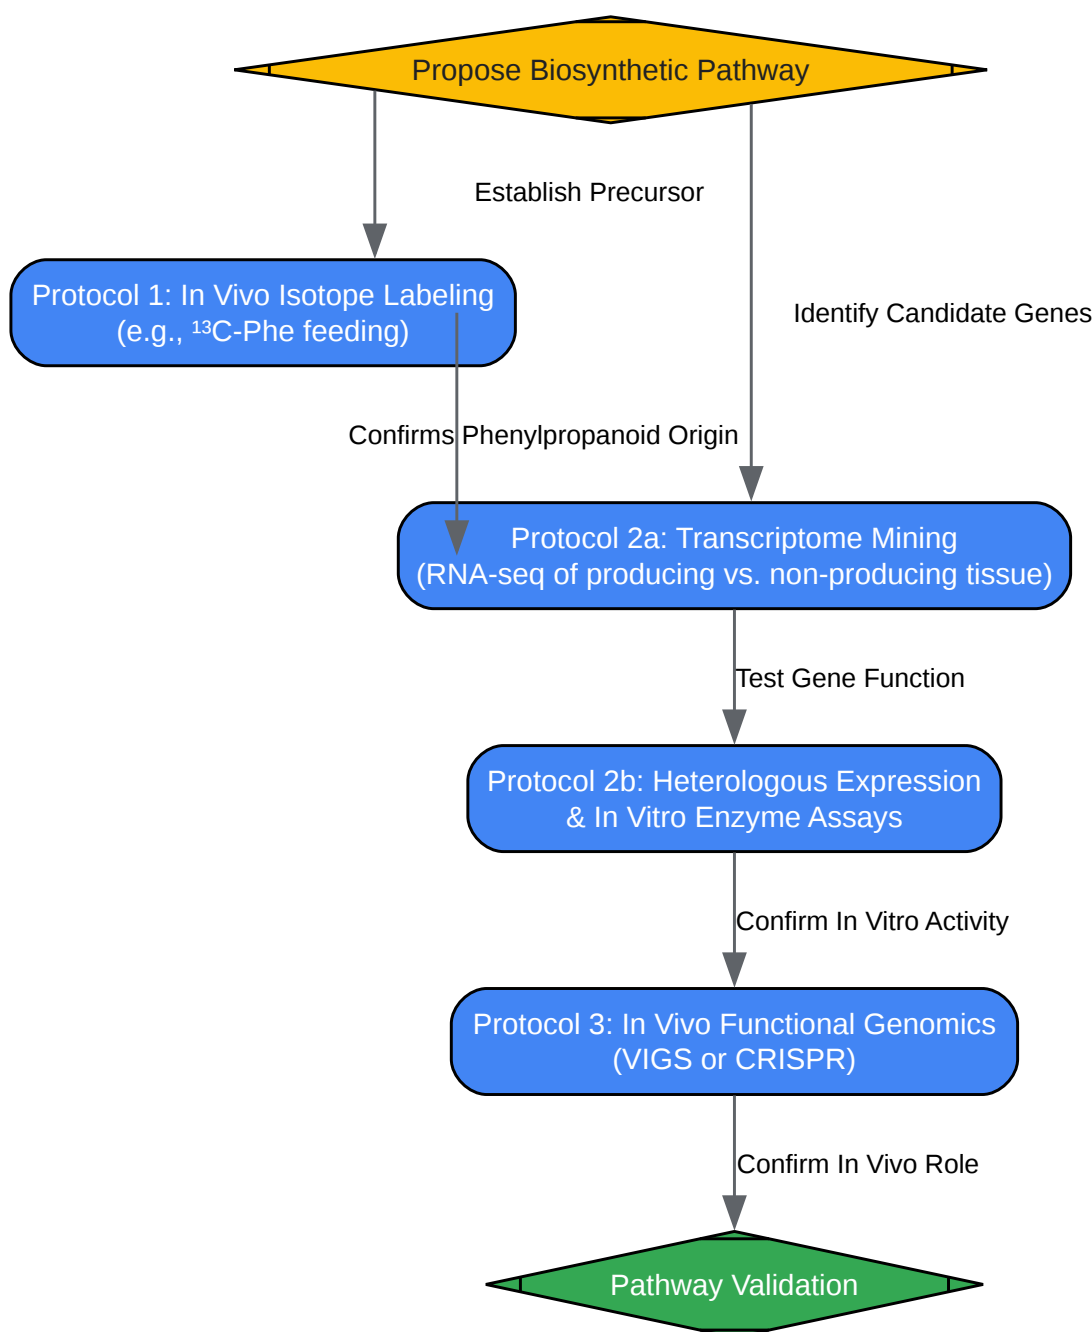 Propose Biosynthetic Pathway
Establish Precursor
Protocol 1: In Vivo Isotope Labeling
(e.g., ¹³C-Phe feeding)
Identify Candidate Genes
Confirms Phenylpropanoid Origin
Protocol 2a: Transcriptome Mining
(RNA-seq of producing vs. non-producing tissue)
Test Gene Function
Protocol 2b: Heterologous Expression
& In Vitro Enzyme Assays
Confirm In Vitro Activity
Protocol 3: In Vivo Functional Genomics
(VIGS or CRISPR)
Confirm In Vivo Role
Pathway Validation